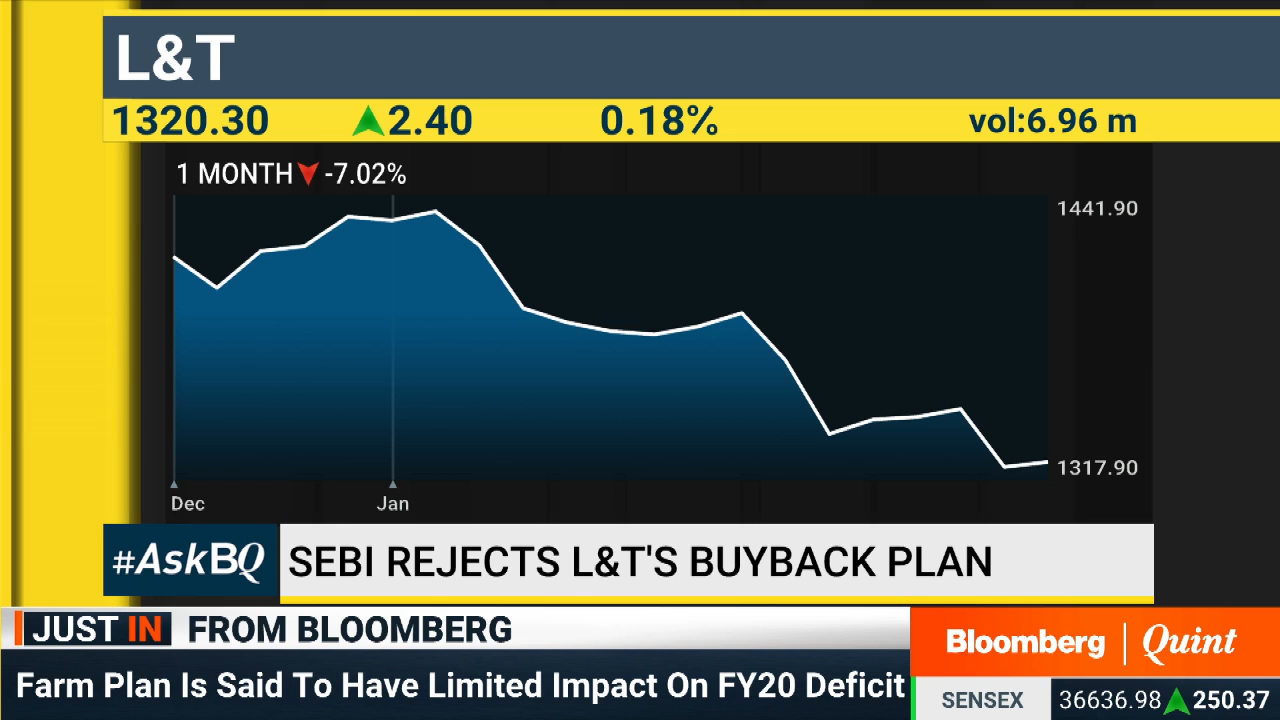 L&T
1320.30 2.40 0.18% vol:6.96 m
1 MONTH -7.02%
1441.90
1317.90
Dec Jan
#AskBQ SEBI REJECTS L&T'S BUYBACK PLAN
JUST IN FROM BLOOMBERG
Farm Plan Is Said To Have Limited Impact On FY20 Deficit
Bloomberg | Quint
SENSEX 36636.98 250.37